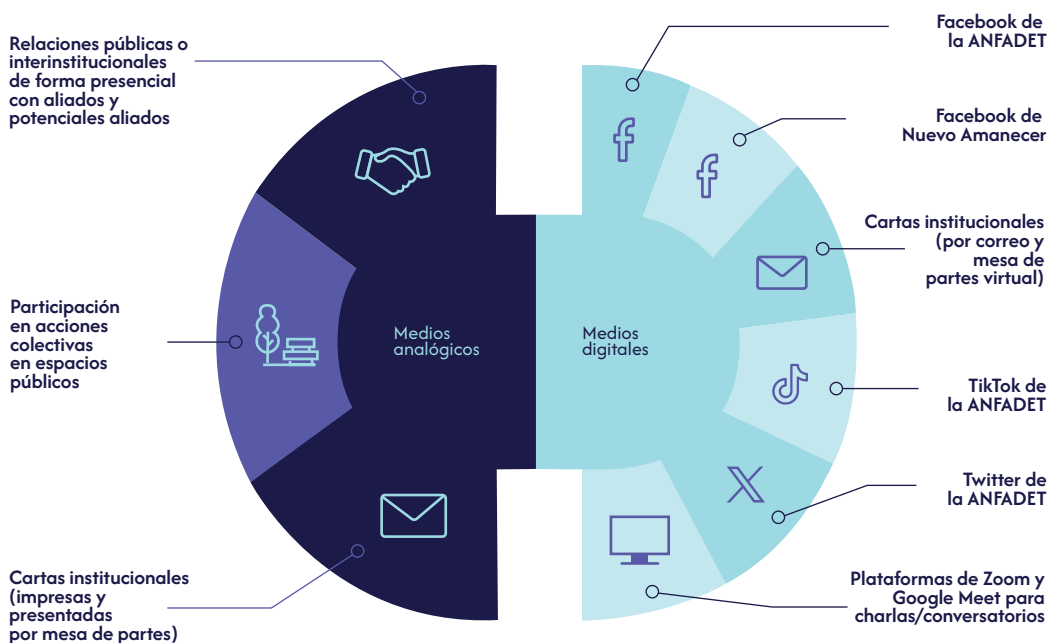 Relaciones públicas o
interinstitucionales
de forma presencial
con aliados y
potenciales aliados
Participación
en acciones
colectivas
en espacios
públicos
Cartas institucionales
(impresas y
presentadas
por mesa de partes)
Medios
analógicos
Medios
digitales
Facebook de
la ANFADET
Facebook de
Nuevo Amanecer
Cartas institucionales
(por correo y
mesa de
partes virtual)
TikTok de
la ANFADET
Twitter de
la ANFADET
Plataformas de Zoom y
Google Meet para
charlas/conversatorios